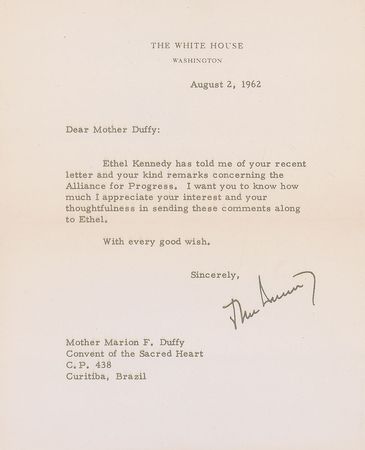 THE WHITE HOUSE
WASHINGTON
August 2, 1962
Dear Mother Duffy:
Ethel Kennedy has told me of your recent
letter and your kind remarks concerning the
Alliance for Progress. I want you to know how
much I appreciate your interest and your
thoughtfulness in sending these comments along
to Ethel.
With every good wish.
Sincerely,
Mother Marion F. Duffy
Convent of the Sacred Heart
C.P. 438
Curitiba, Brazil